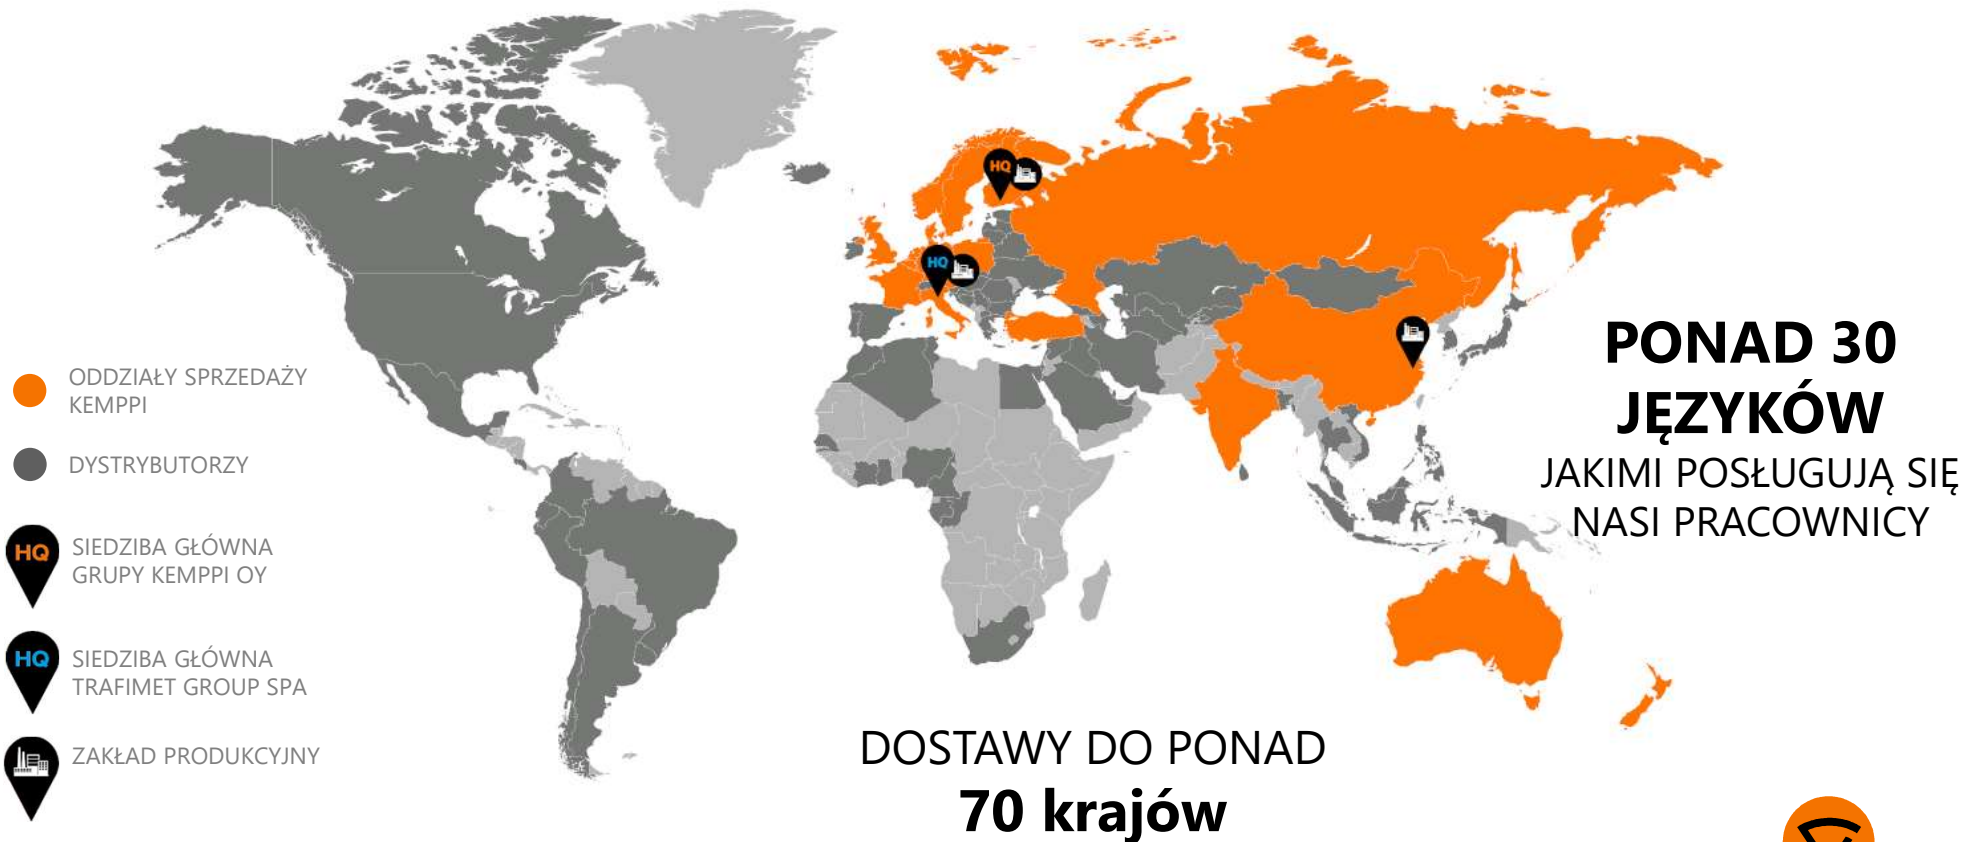 ODDZIAŁY SPRZEDAŻY
KEMPPI
DYSTRYBUTORZY
HQ
SIEDZIBA GŁÓWNA
GRUPY KEMPPI OY
HQ
SIEDZIBA GŁÓWNA
TRAFIMET GROUP SPA
ZAKŁAD PRODUKCYJNY
HQ
HQ
PONAD 30
JĘZYKÓW
JAKIMI POSŁUGUJĄ SIĘ
NASI PRACOWNICY
DOSTAWY DO PONAD
70 krajów